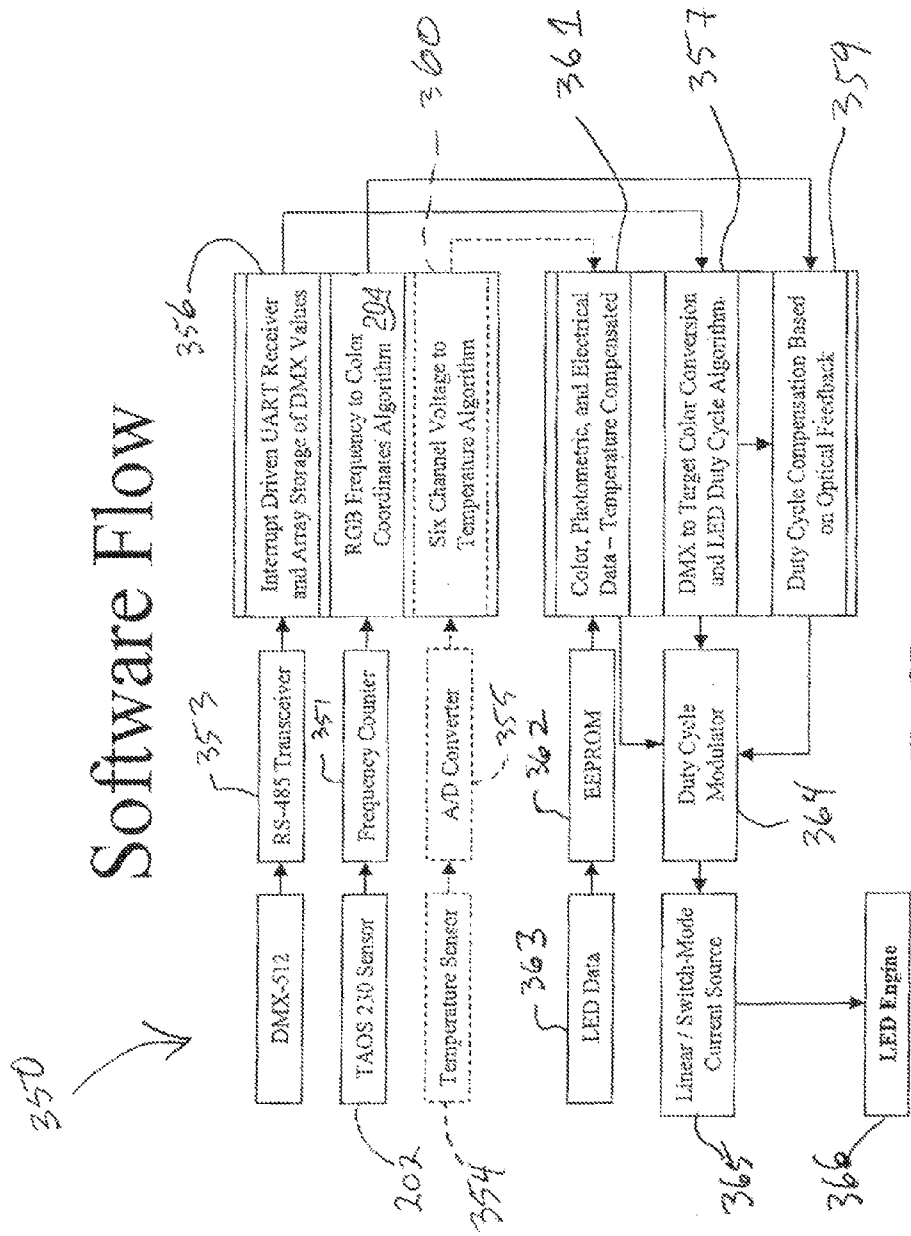 Software Flow
350
DMX-512
353
RS-485 Transceiver
356
Interrupt Driven UART Receiver
and Array Storage of DMX Values
202
TAOS 230 Sensor
351
Frequency Counter
RGB Frequency to Color
Coordinates Algorithm 204
354
Temperature Sensor
355
A/D Converter
360
Six Channel Voltage to
Temperature Algorithm
363
LED Data
362
EEPROM
361
Color, Photometric, and Electrical
Data – Temperature Compensated
365
Linear / Switch-Mode
Current Source
364
Duty Cycle
Modulator
357
DMX to Terget Color Conversion
and LED Duty Cycle Algorithm.
366
LED Engine
359
Duty Cycle Compensation Based
on Optical Feedback